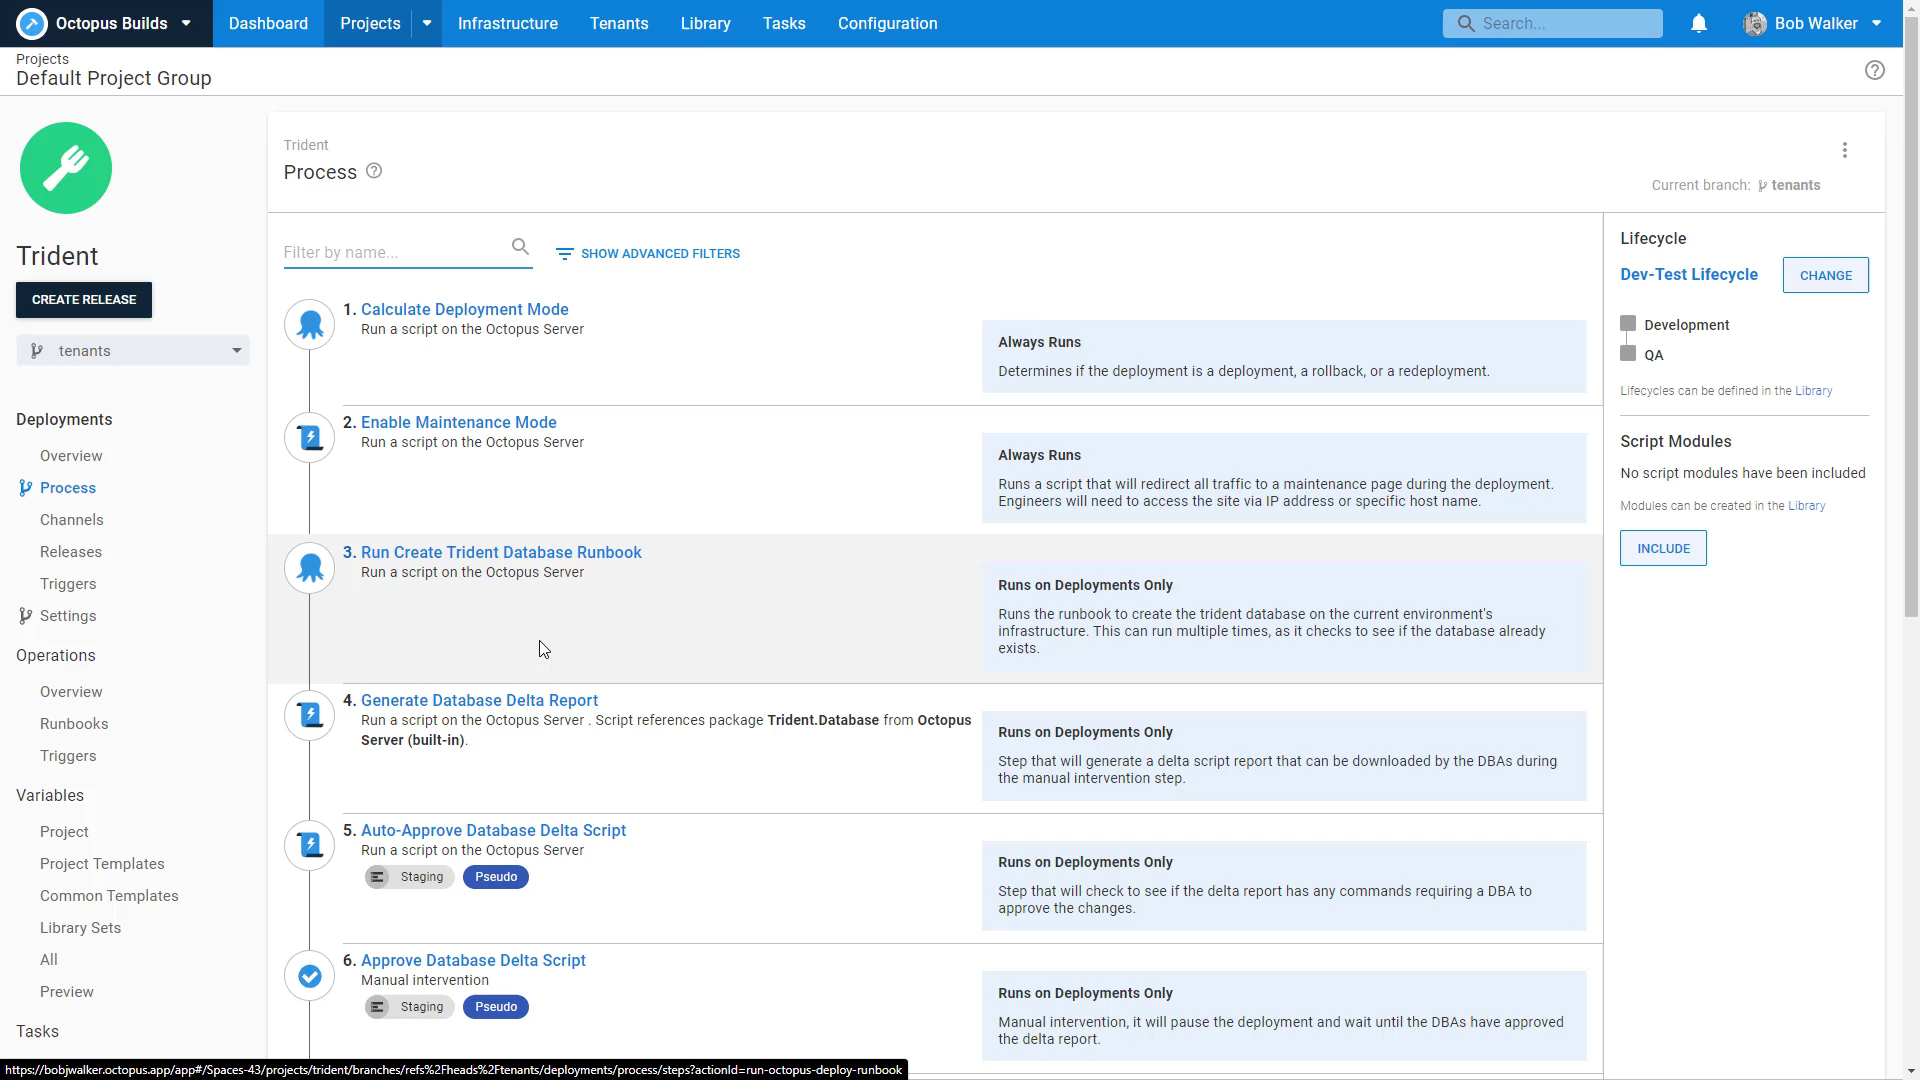 Octopus Builds
Dashboard
Projects
Infrastructure
Tenants
Library
Tasks
Configuration
Search...
Bob Walker
Projects
Default Project Group
Trident
CREATE RELEASE
tenants
Deployments
Overview
Process
Channels
Releases
Triggers
Settings
Operations
Overview
Runbooks
Triggers
Variables
Project
Project Templates
Common Templates
Library Sets
All
Preview
Tasks
Trident
Process
Current branch: tenants
Filter by name...
SHOW ADVANCED FILTERS
1. Calculate Deployment Mode
Run a script on the Octopus Server
Always Runs
Determines if the deployment is a deployment, a rollback, or a redeployment.
2. Enable Maintenance Mode
Run a script on the Octopus Server
Always Runs
Runs a script that will redirect all traffic to a maintenance page during the deployment.
Engineers will need to access the site via IP address or specific host name.
3. Run Create Trident Database Runbook
Run a script on the Octopus Server
Runs on Deployments Only
Runs the runbook to create the trident database on the current environment's
infrastructure. This can run multiple times, as it checks to see if the database already
exists.
4. Generate Database Delta Report
Run a script on the Octopus Server . Script references package Trident.Database from Octopus
Server (built-in).
Runs on Deployments Only
Step that will generate a delta script report that can be downloaded by the DBAs during
the manual intervention step.
5. Auto-Approve Database Delta Script
Run a script on the Octopus Server
Staging
Pseudo
Runs on Deployments Only
Step that will check to see if the delta report has any commands requiring a DBA to
approve the changes.
6. Approve Database Delta Script
Manual intervention
Staging
Pseudo
Runs on Deployments Only
Manual intervention, it will pause the deployment and wait until the DBAs have approved
the delta report.
Lifecycle
Dev-Test Lifecycle
CHANGE
Development
QA
Lifecycles can be defined in the Library
Script Modules
No script modules have been included
Modules can be created in the Library
INCLUDE
https://bobjwalker.octopus.app/app#/Spaces-43/projects/trident/branches/refs%2Fheads%2Ftenants/deployments/process/steps?actionId=run-octopus-deploy-runbook